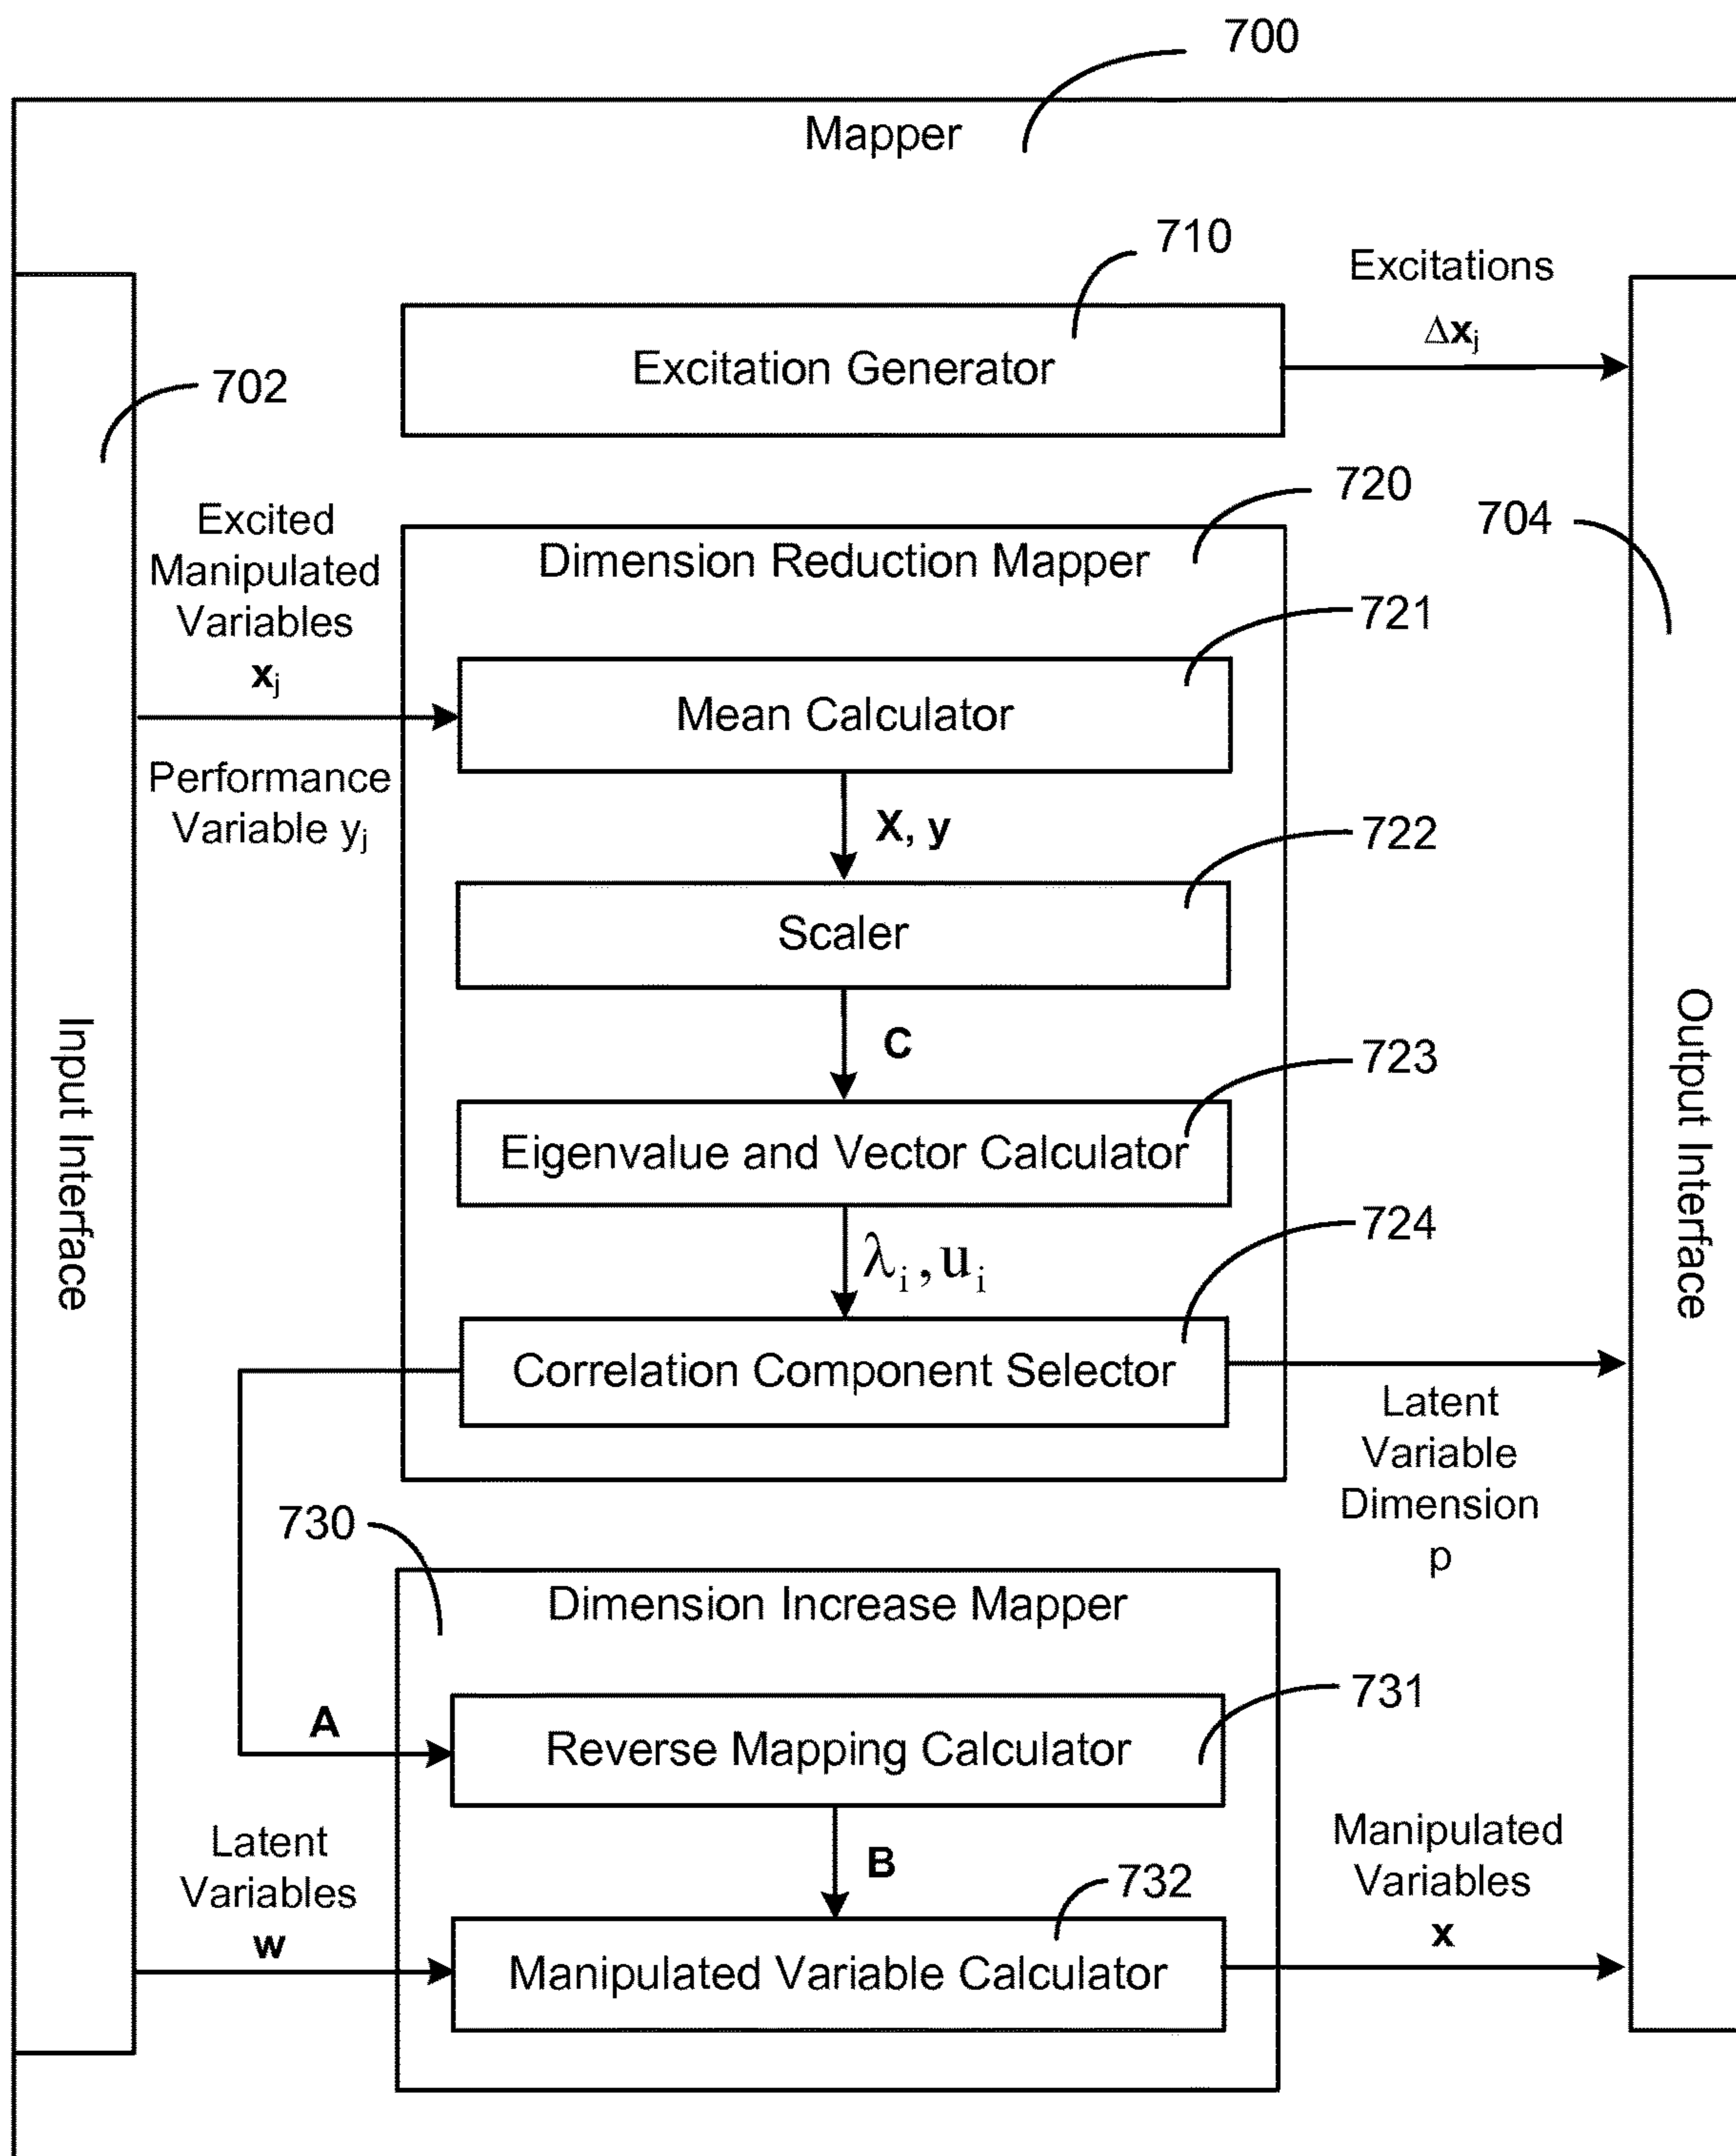 700
Mapper
710
Excitations
Δxⱼ
Excitation Generator
702
720
704
Excited
Manipulated
Variables
xⱼ
Performance
Variable yⱼ
Dimension Reduction Mapper
721
Mean Calculator
X, y
722
Scaler
C
723
Eigenvalue and Vector Calculator
λᵢ, uᵢ
724
Correlation Component Selector
Latent
Variable
Dimension
p
Input Interface
Output Interface
730
Dimension Increase Mapper
731
A
Reverse Mapping Calculator
B
732
Latent
Variables
w
Manipulated Variable Calculator
Manipulated
Variables
x